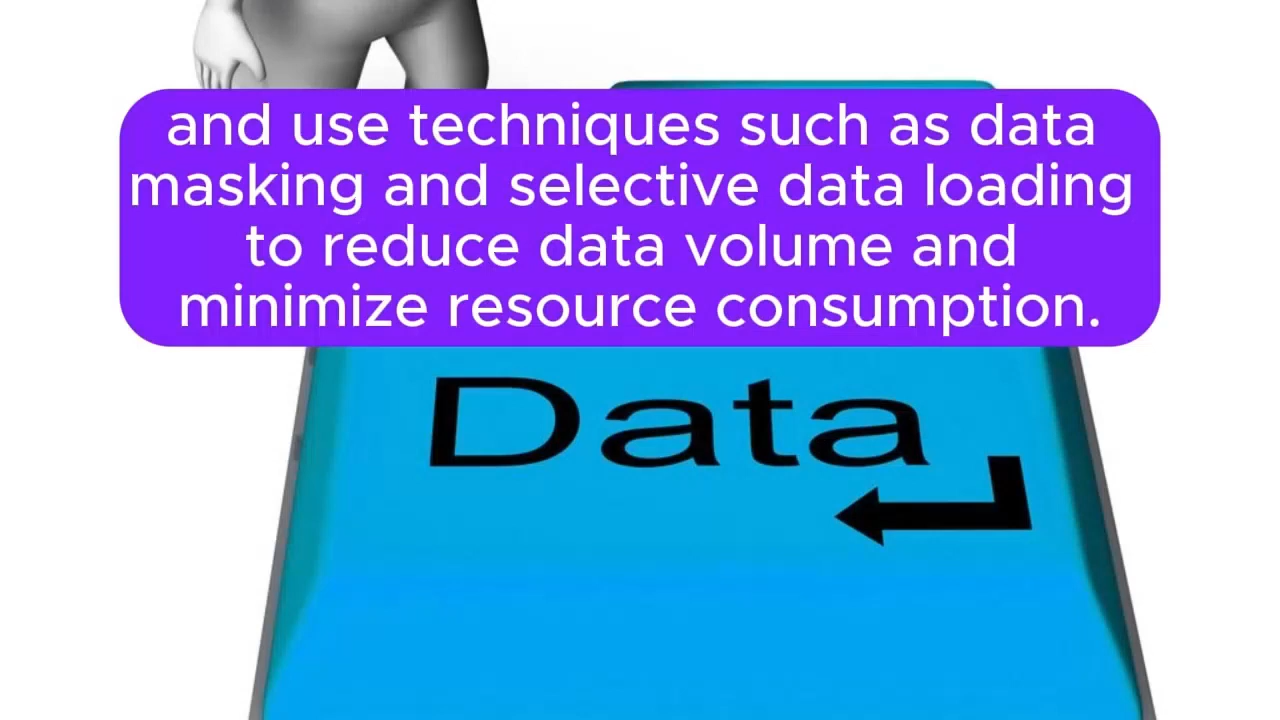 and use techniques such as data
masking and selective data loading
to reduce data volume and
minimize resource consumption.
Data